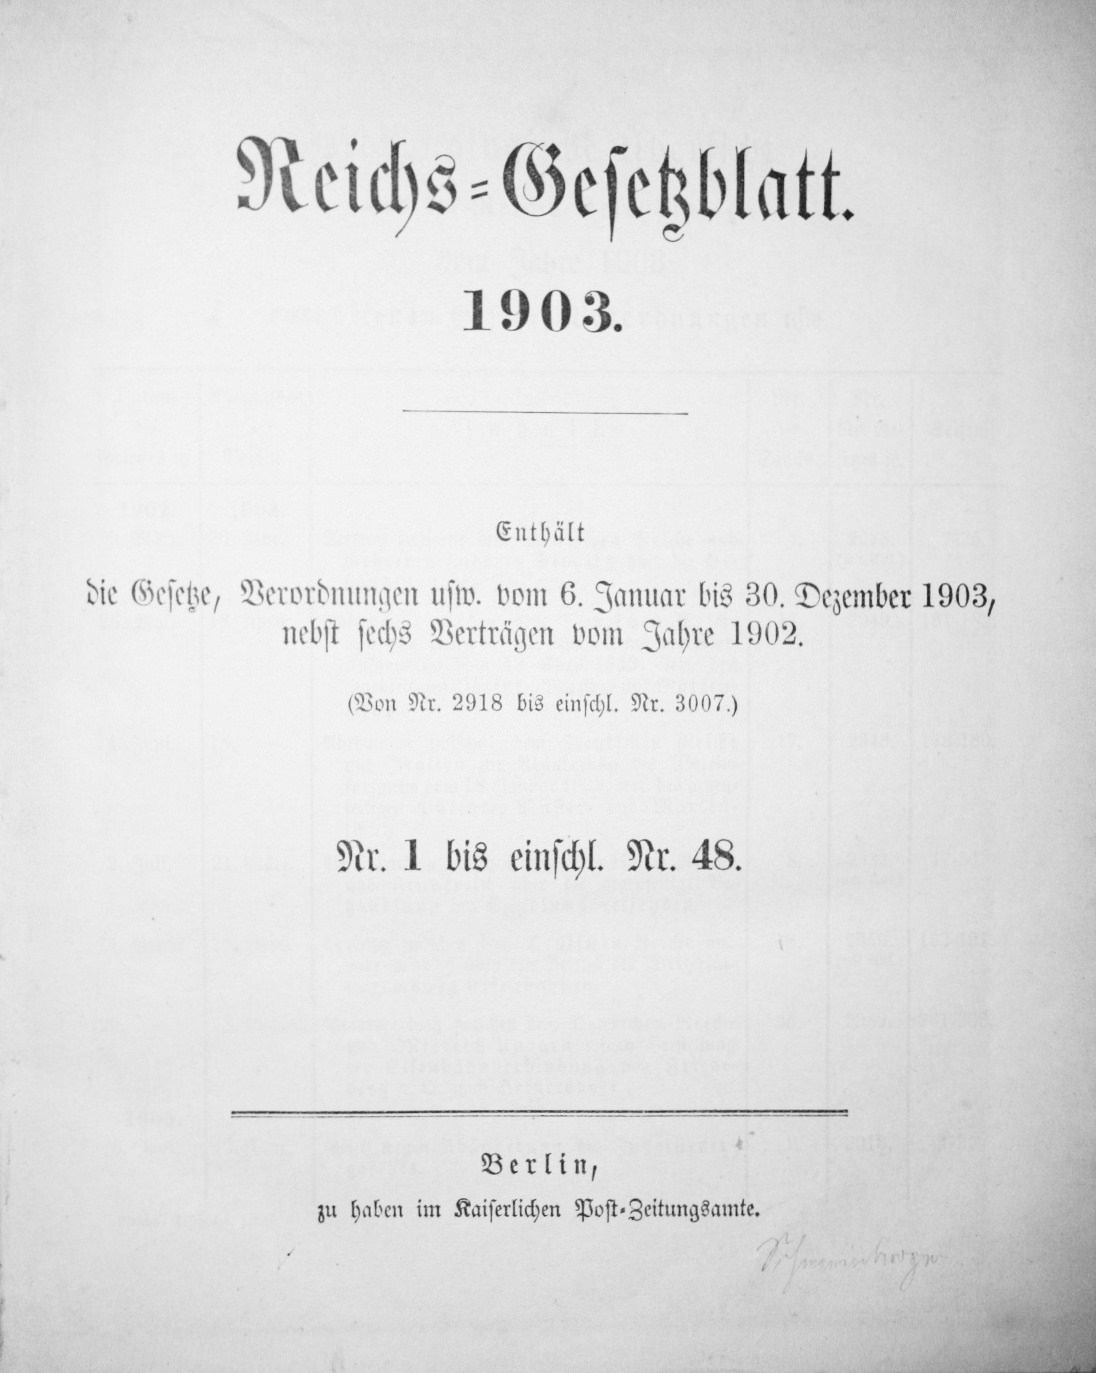 Reichs-Gesetzblatt.
1903.
Enthält
die Gesetze, Verordnungen usw. vom 6. Januar bis 30. Dezember 1903,
nebst sechs Verträgen vom Jahre 1902.
(Von Nr. 2918 bis einschl. Nr. 3007.)
Nr. 1 bis einschl. Nr. 48.
Berlin,
zu haben im Kaiserlichen Post-Zeitungsamte.